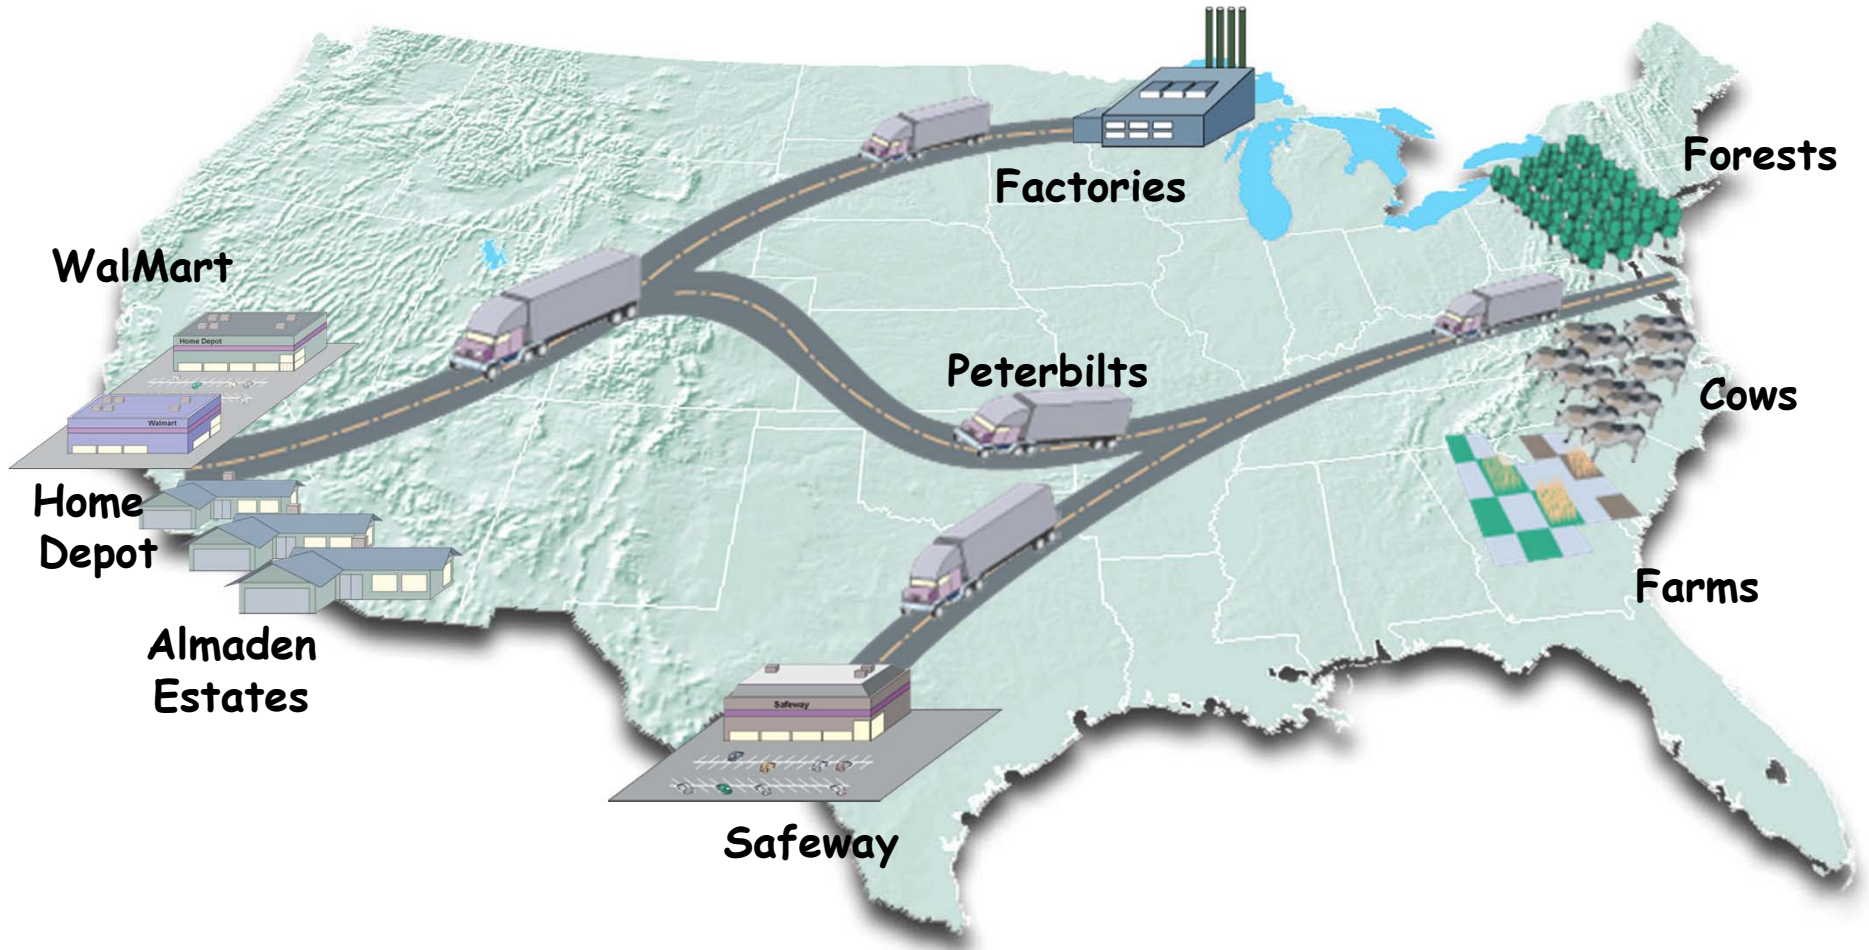 Forests
Factories
WalMart
Home Depot
Peterbilts
Cows
Walmart
Home
Depot
Farms
Almaden
Estates
Safeway
Safeway